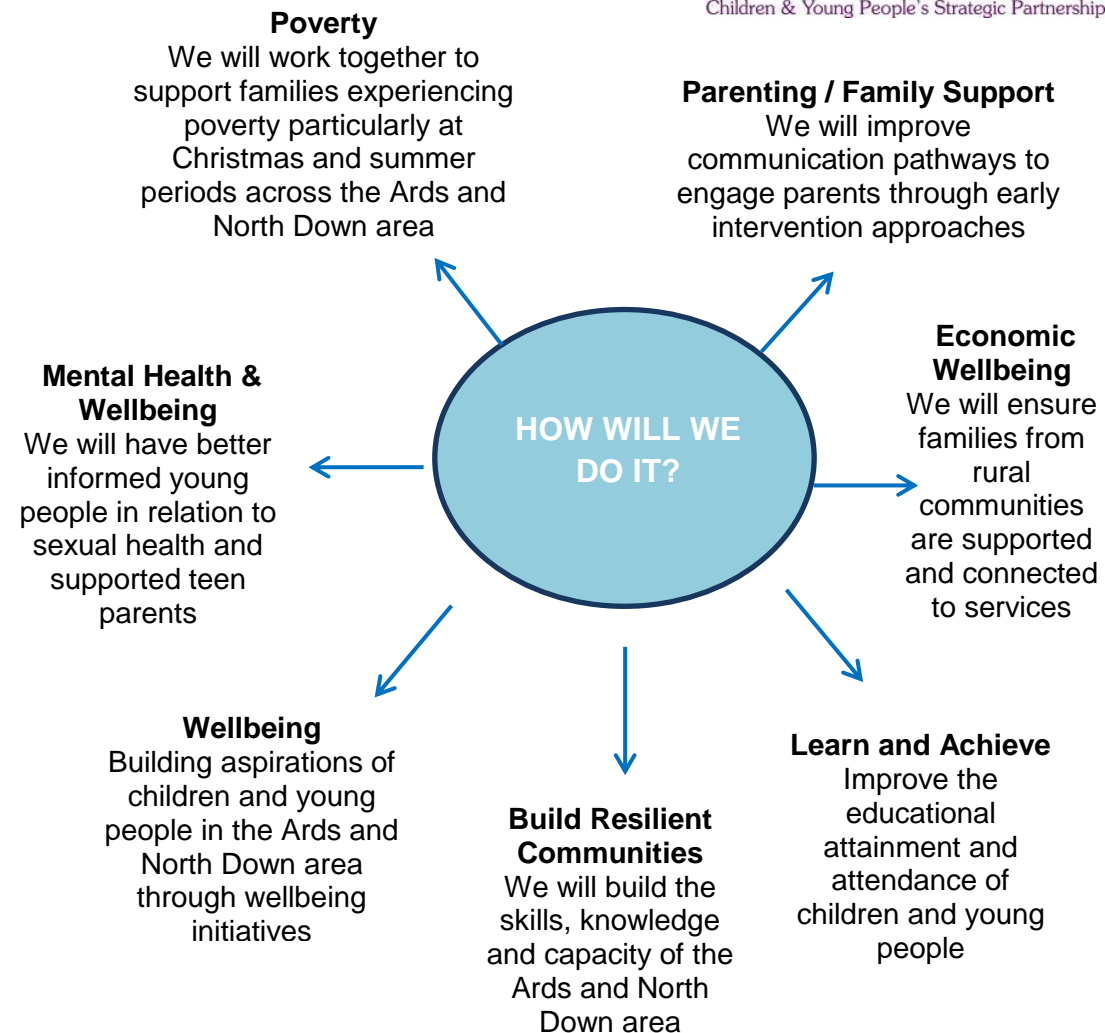 Children & Young People's Strategic Partnership
Poverty
We will work together to
support families experiencing
poverty particularly at
Christmas and summer
periods across the Ards and
North Down area
Parenting / Family Support
We will improve
communication pathways to
engage parents through early
intervention approaches
Economic
Wellbeing
We will ensure
families from
rural
communities
are supported
and connected
to services
Mental Health &
Wellbeing
We will have better
informed young
people in relation to
sexual health and
supported teen
parents
HOW WILL WE
DO IT?
Wellbeing
Building aspirations of
children and young
people in the Ards and
North Down area
through wellbeing
initiatives
Build Resilient
Communities
We will build the
skills, knowledge
and capacity of the
Ards and North
Down area
Learn and Achieve
Improve the
educational
attainment and
attendance of
children and young
people